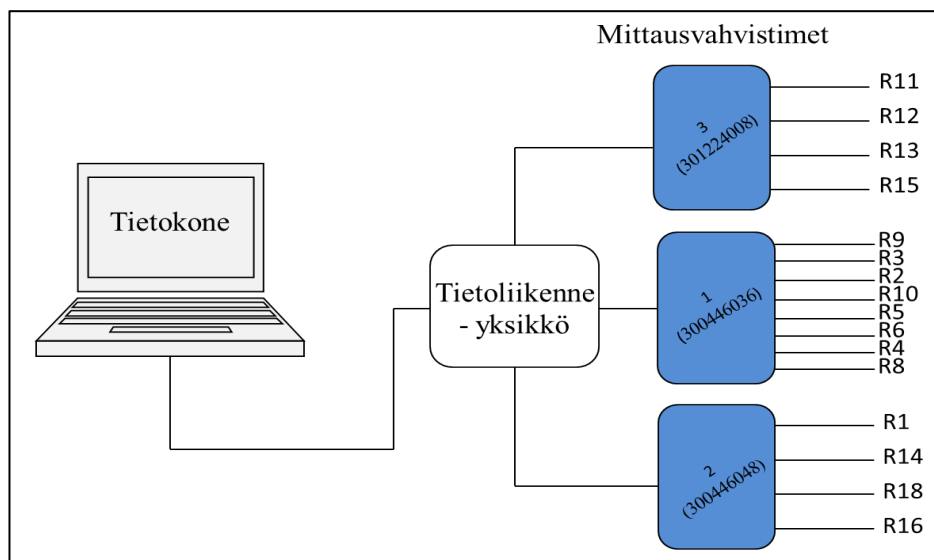 Mittausvahvistimet
Tietokone
Tietoliikenne
- yksikkö
3
(301224008)
R11
R12
R13
R15
1
(300446036)
R9
R3
R2
R10
R5
R6
R4
R8
2
(300446048)
R1
R14
R18
R16